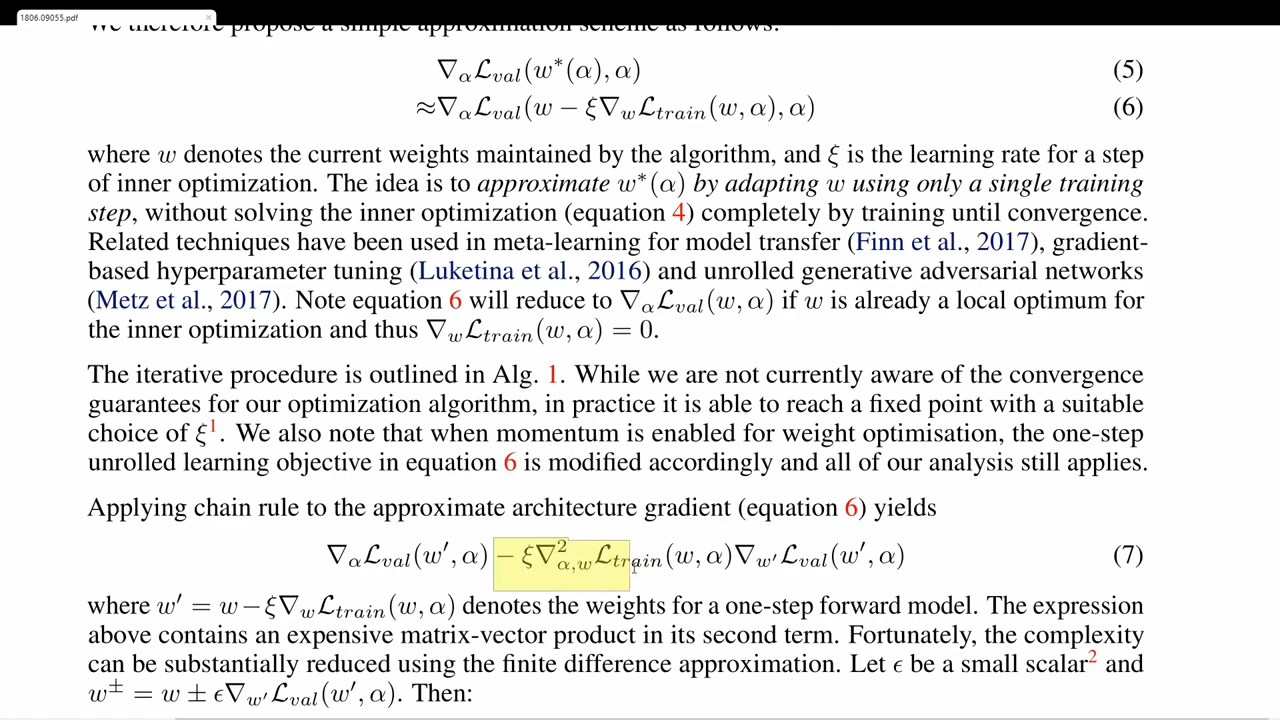 1806.09055.pdf
We therefore propose a simple approximation scheme as follows:
∇αℒval(w*(α), α) (5)
≈∇αℒval(w − ξ∇wℒtrain(w, α), α) (6)
where w denotes the current weights maintained by the algorithm, and ξ is the learning rate for a step
of inner optimization. The idea is to approximate w*(α) by adapting w using only a single training
step, without solving the inner optimization (equation 4) completely by training until convergence.
Related techniques have been used in meta-learning for model transfer (Finn et al., 2017), gradient-
based hyperparameter tuning (Luketina et al., 2016) and unrolled generative adversarial networks
(Metz et al., 2017). Note equation 6 will reduce to ∇αℒval(w, α) if w is already a local optimum for
the inner optimization and thus ∇wℒtrain(w, α) = 0.
The iterative procedure is outlined in Alg. 1. While we are not currently aware of the convergence
guarantees for our optimization algorithm, in practice it is able to reach a fixed point with a suitable
choice of ξ¹. We also note that when momentum is enabled for weight optimisation, the one-step
unrolled learning objective in equation 6 is modified accordingly and all of our analysis still applies.
Applying chain rule to the approximate architecture gradient (equation 6) yields
∇αℒval(w′, α) − ξ∇²α,wℒtrain(w, α)∇w′ℒval(w′, α) (7)
where w′ = w−ξ∇wℒtrain(w, α) denotes the weights for a one-step forward model. The expression
above contains an expensive matrix-vector product in its second term. Fortunately, the complexity
can be substantially reduced using the finite difference approximation. Let ϵ be a small scalar² and
w± = w ± ϵ∇w′ℒval(w′, α). Then: